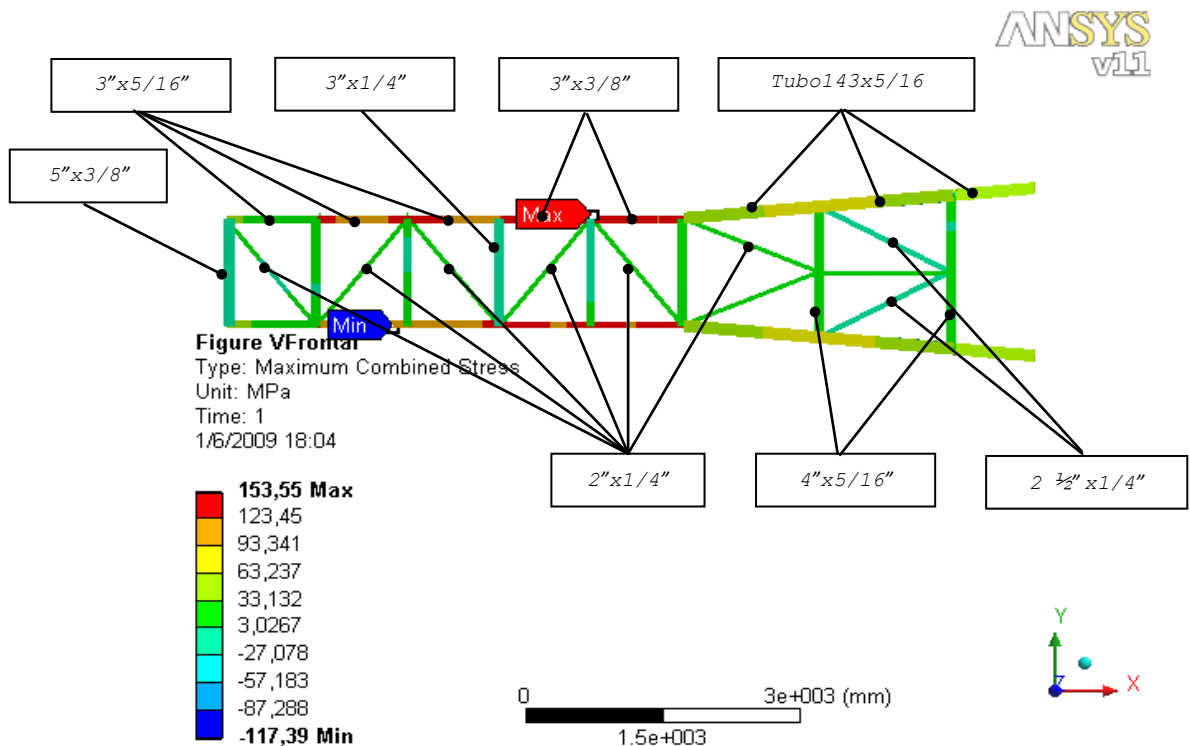 ANSYS
v11
3”x5/16”
3”x1/4”
3”x3/8”
Tubo143x5/16
5”x3/8”
Max
Min
Figure VFrontal
Type: Maximum Combined Stress
Unit: MPa
Time: 1
1/6/2009 18:04
2”x1/4”
4”x5/16”
2 ½”x1/4”
153,55 Max
123,45
93,341
63,237
33,132
3,0267
-27,078
-57,183
-87,288
-117,39 Min
0
3e+003 (mm)
1.5e+003
Y
Z
X